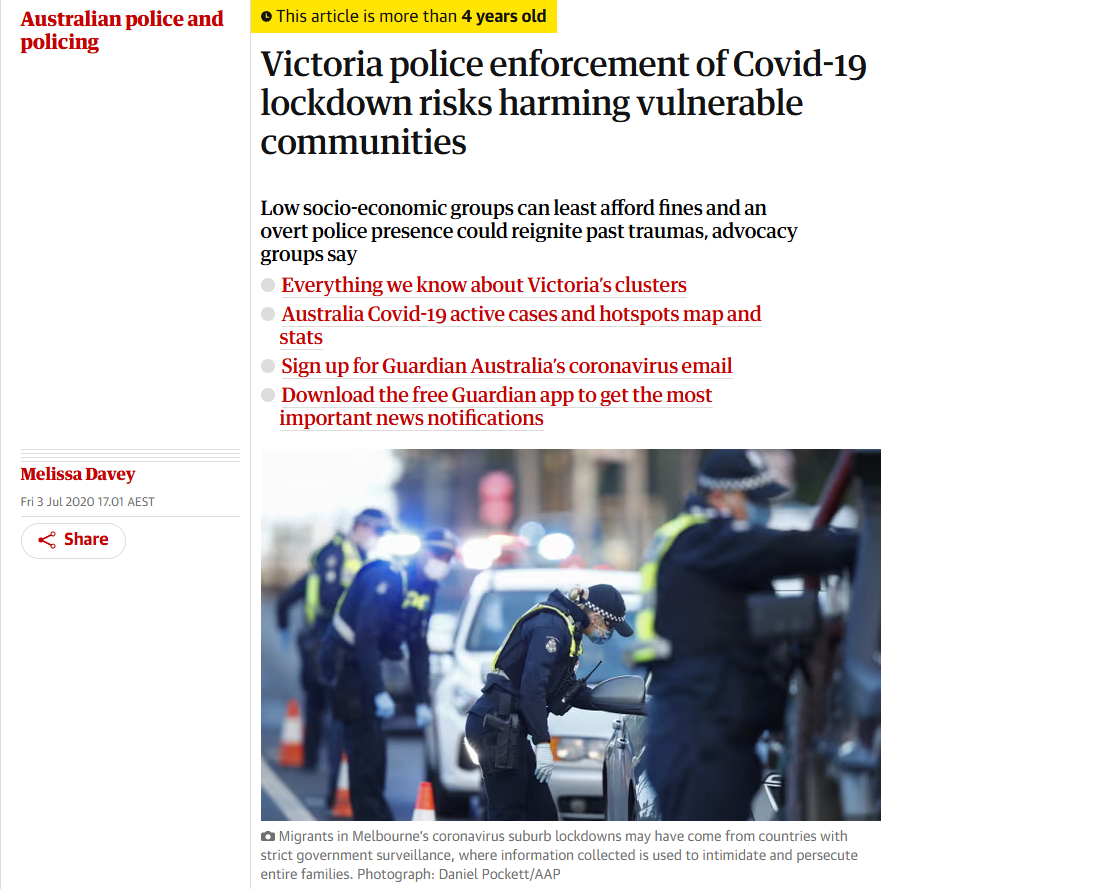 Australian police and
policing
This article is more than 4 years old
Victoria police enforcement of Covid-19
lockdown risks harming vulnerable
communities
Low socio-economic groups can least afford fines and an
overt police presence could reignite past traumas, advocacy
groups say
Everything we know about Victoria's clusters
Australia Covid-19 active cases and hotspots map and
stats
Sign up for Guardian Australia's coronavirus email
Download the free Guardian app to get the most
important news notifications
Melissa Davey
Fri 3 Jul 2020 17.01 AEST
Share
Migrants in Melbourne's coronavirus suburb lockdowns may have come from countries with
strict government surveillance, where information collected is used to intimidate and persecute
entire families. Photograph: Daniel Pockett/AAP